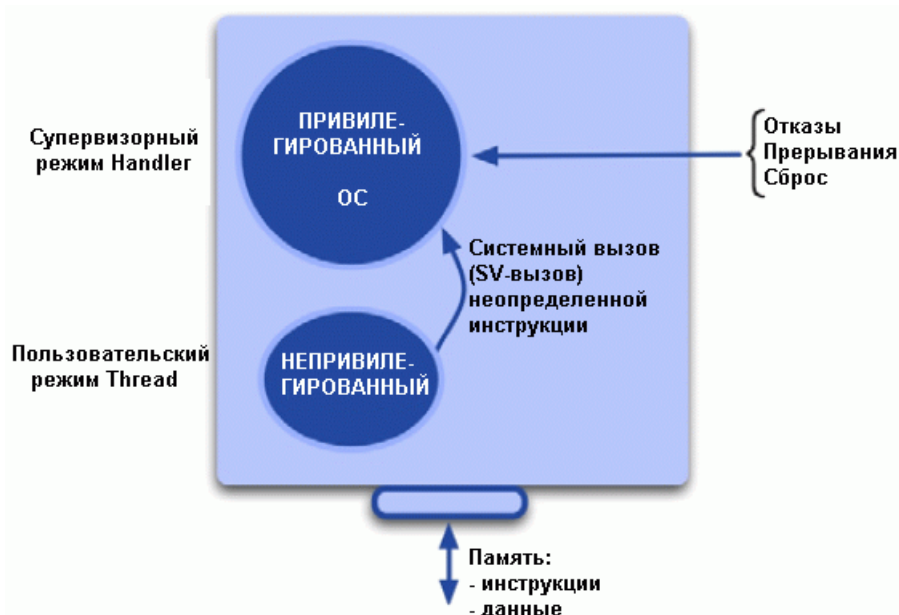 Супервизорный
режим Handler
ПРИВИЛЕ-
ГИРОВАННЫЙ
ОС
Отказы
Прерывания
Сброс
Системный вызов
(SV-вызов)
неопределенной
инструкции
Пользовательский
режим Thread
НЕПРИВИЛЕ-
ГИРОВАННЫЙ
Память:
- инструкции
- данные